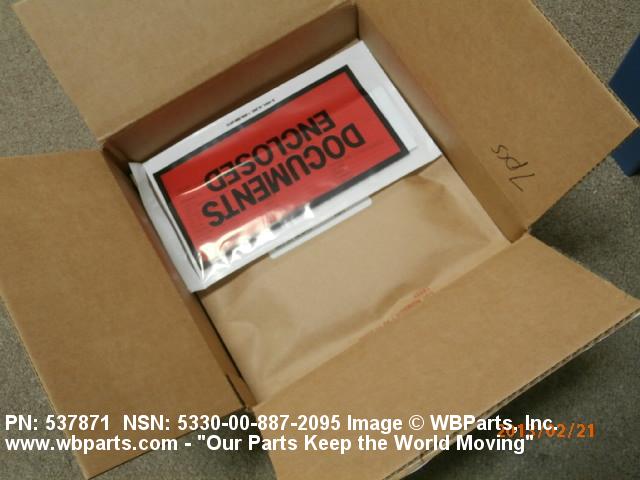 DOCUMENTS
ENCLOSED
7pcs
PN: 537871 NSN: 5330-00-887-2095 Image © WBParts, Inc.
www.wbparts.com - "Our Parts Keep the World Moving"
2013/02/21